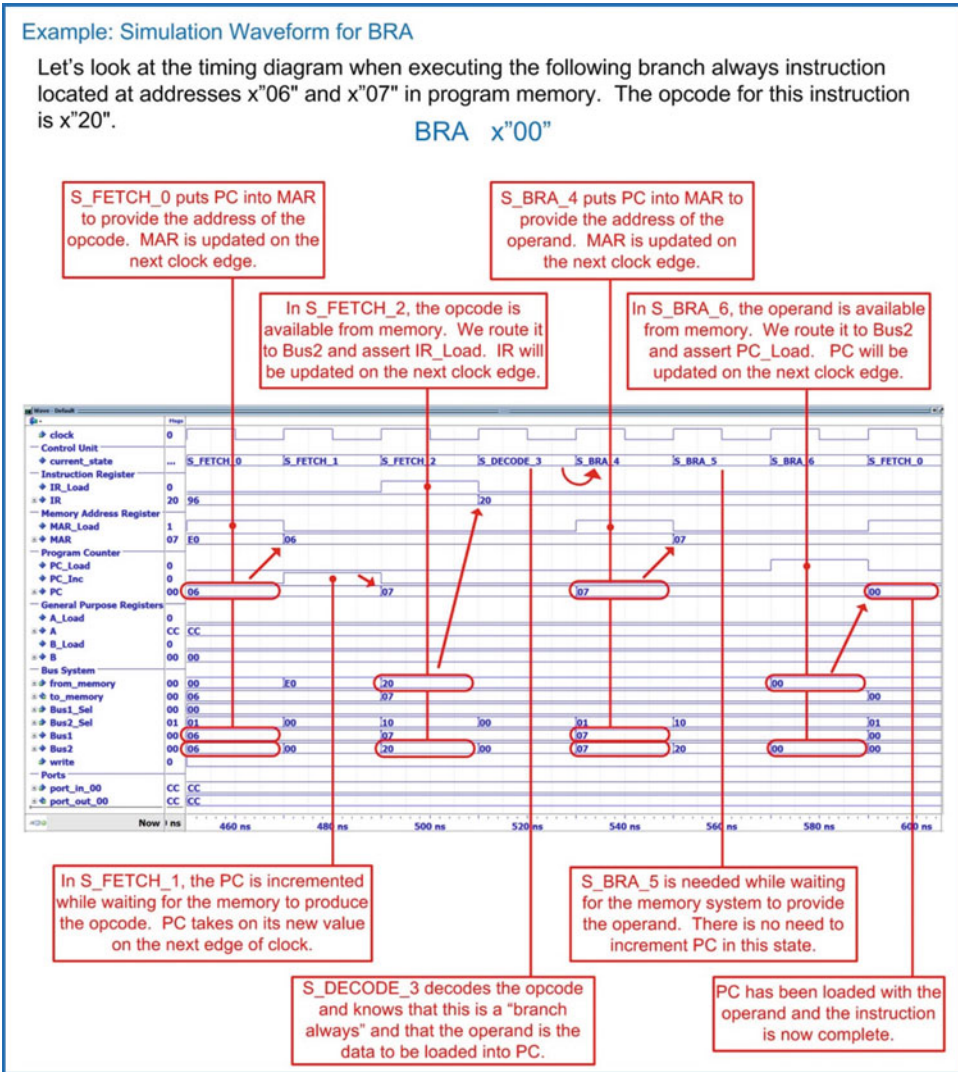 Example: Simulation Waveform for BRA
Let's look at the timing diagram when executing the following branch always instruction
located at addresses x"06" and x"07" in program memory. The opcode for this instruction
is x"20".
BRA x"00"
S_FETCH_0 puts PC into MAR
to provide the address of the
opcode. MAR is updated on the
next clock edge.
S_BRA_4 puts PC into MAR to
provide the address of the
operand. MAR is updated on
the next clock edge.
In S_FETCH_2, the opcode is
available from memory. We route it
to Bus2 and assert IR_Load. IR will
be updated on the next clock edge.
In S_BRA_6, the operand is available
from memory. We route it to Bus2
and assert PC_Load. PC will be
updated on the next clock edge.
Wave - Default
Msgs
clock 0
Control Unit
current_state ... S_FETCH_0 S_FETCH_1 S_FETCH_2 S_DECODE_3 S_BRA_4 S_BRA_5 S_BRA_6 S_FETCH_0
Instruction Register
IR_Load 0
IR 20 96 20
Memory Address Register
MAR_Load 1
MAR 07 E0 06 07
Program Counter
PC_Load 0
PC_Inc 0
PC 00 06 07 07 00
General Purpose Registers
A_Load 0
A CC CC
B_Load 0
B 00 00
Bus System
from_memory 00 00 E0 20 00
to_memory 00 06 07 00
Bus1_Sel 00 00
Bus2_Sel 01 01 00 10 00 01 10 01
Bus1 00 06 07 07 00
Bus2 00 06 00 20 00 07 20 00 00
write 0
Ports
port_in_00 CC CC
port_out_00 CC CC
Now ns 460 ns 480 ns 500 ns 520 ns 540 ns 560 ns 580 ns 600 ns
In S_FETCH_1, the PC is incremented
while waiting for the memory to produce
the opcode. PC takes on its new value
on the next edge of clock.
S_BRA_5 is needed while waiting
for the memory system to provide
the operand. There is no need to
increment PC in this state.
S_DECODE_3 decodes the opcode
and knows that this is a "branch
always" and that the operand is the
data to be loaded into PC.
PC has been loaded with the
operand and the instruction
is now complete.